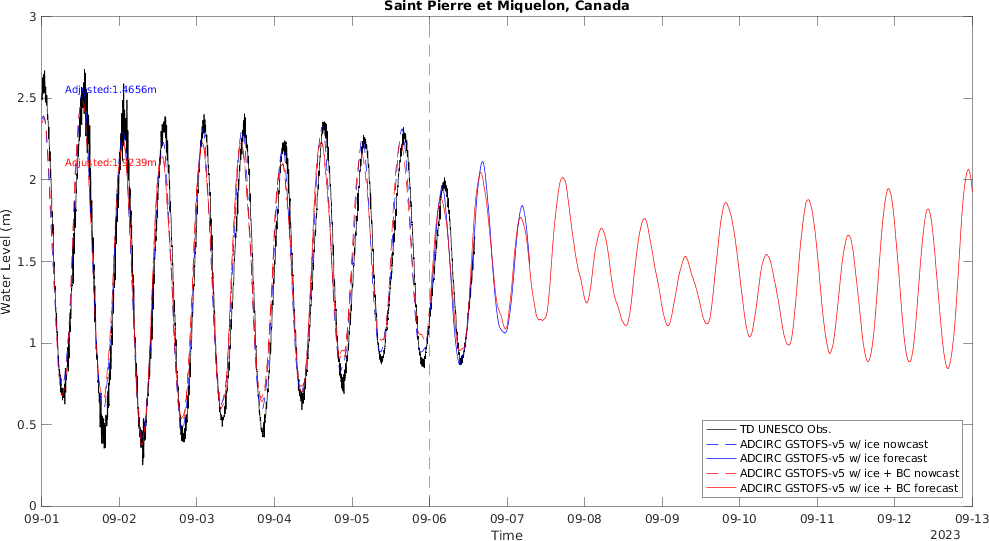 Saint Pierre et Miquelon, Canada
3
2.5
2
1.5
1
0.5
0
Water Level (m)
Adjusted:1.4656m
Adjusted:1.9239m
TD UNESCO Obs.
ADCIRC GSTOFS-v5 w/ ice nowcast
ADCIRC GSTOFS-v5 w/ ice forecast
ADCIRC GSTOFS-v5 w/ ice + BC nowcast
ADCIRC GSTOFS-v5 w/ ice + BC forecast
09-01 09-02 09-03 09-04 09-05 09-06 09-07 09-08 09-09 09-10 09-11 09-12 09-13
Time
2023